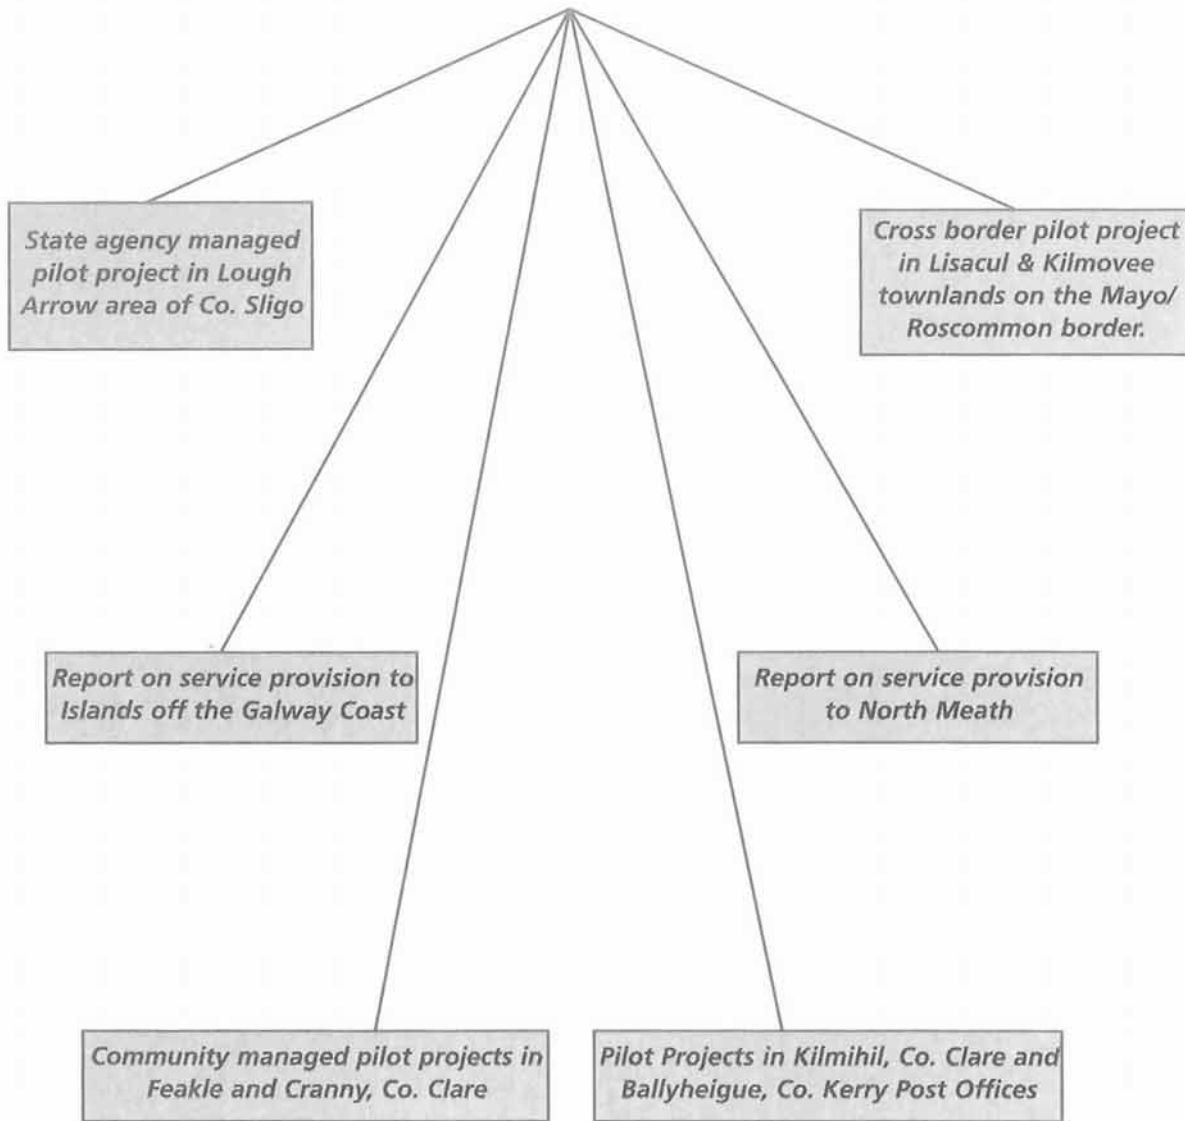 State agency managed
pilot project in Lough
Arrow area of Co. Sligo
Cross border pilot project
in Lisacul & Kilmovee
townlands on the Mayo/
Roscommon border.
Report on service provision to
Islands off the Galway Coast
Report on service provision
to North Meath
Community managed pilot projects in
Feakle and Cranny, Co. Clare
Pilot Projects in Kilmihil, Co. Clare and
Ballyheigue, Co. Kerry Post Offices